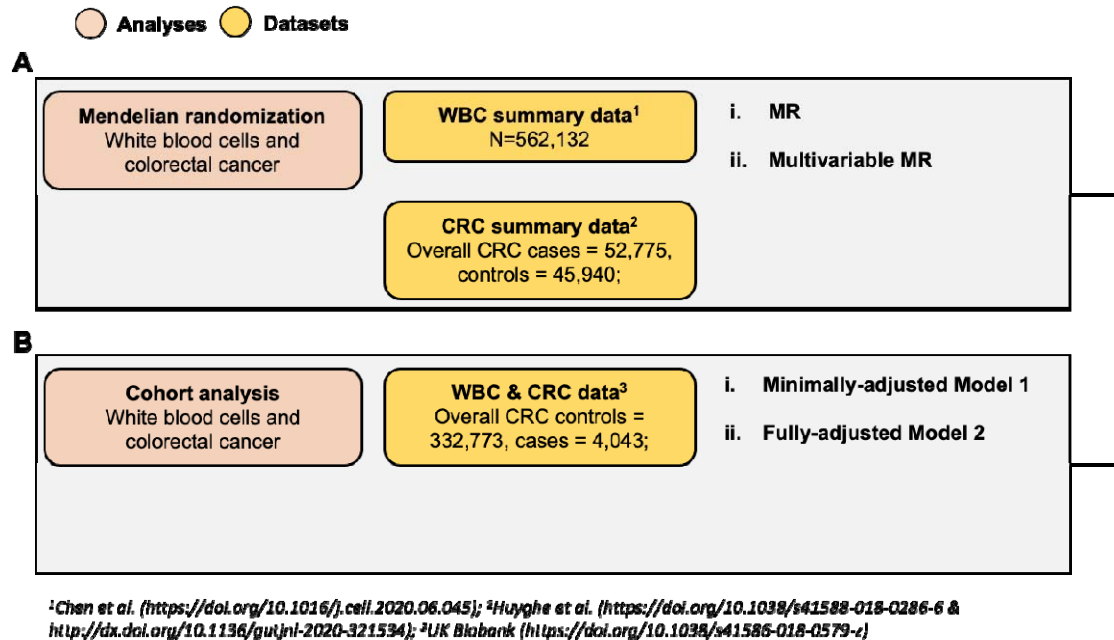 Analyses Datasets
A
Mendelian randomization
White blood cells and
colorectal cancer
WBC summary data¹
N=562,132
CRC summary data²
Overall CRC cases = 52,775,
controls = 45,940;
i. MR
ii. Multivariable MR
B
Cohort analysis
White blood cells and
colorectal cancer
WBC & CRC data³
Overall CRC controls =
332,773, cases = 4,043;
i. Minimally-adjusted Model 1
ii. Fully-adjusted Model 2
¹Chen et al. (https://doi.org/10.1016/j.cell.2020.06.045); ²Huyghe et al. (https://doi.org/10.1038/s41588-018-0286-6 &
http://dx.doi.org/10.1136/gutjnl-2020-321534); ³UK Biobank (https://doi.org/10.1038/s41586-018-0579-z)